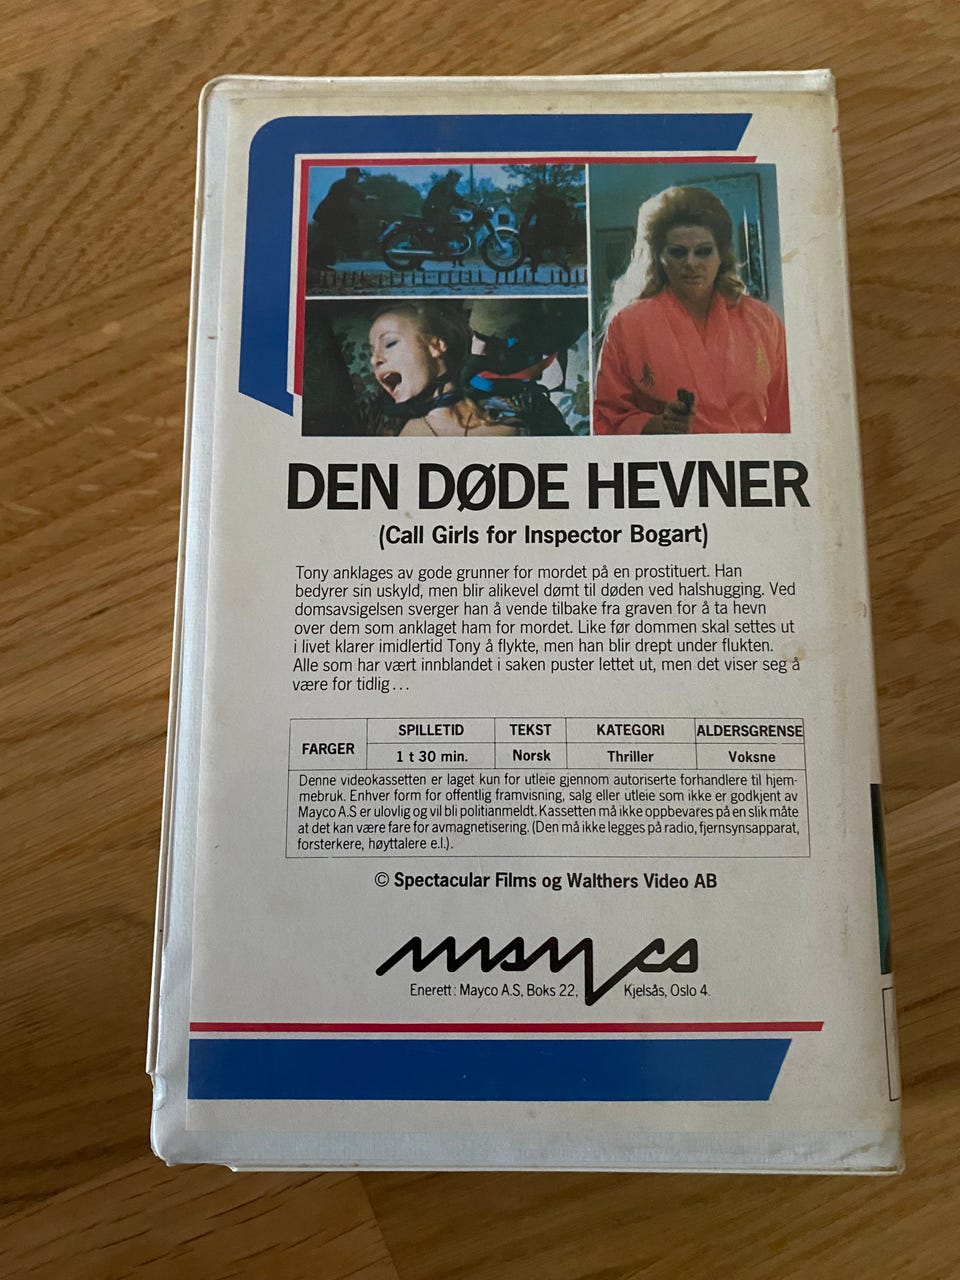 DEN DØDE HEVNER
(Call Girls for Inspector Bogart)
Tony anklages av gode grunner for mordet på en prostituert. Han
bedyrer sin uskyld, men blir alikevel dømt til døden ved halshugging. Ved
domsavsigelsen sverger han å vende tilbake fra graven for å ta hevn
over dem som anklaget ham for mordet. Like før dommen skal settes ut
i livet klarer imidlertid Tony å flykte, men han blir drept under flukten.
Alle som har vært innblandet i saken puster lettet ut, men det viser seg å
være for tidlig...
FARGER
SPILLETID TEKST KATEGORI ALDERSGRENSE
1 t 30 min. Norsk Thriller Voksne
Denne videokassetten er laget kun for utleie gjennom autoriserte forhandlere til hjem-
mebruk. Enhver form for offentlig framvisning, salg eller utleie som ikke er godkjent av
Mayco A.S er ulovlig og vil bli politianmeldt. Kassetten må ikke oppbevares på en slik måte
at det kan være fare for avmagnetisering. (Den må ikke legges på radio, fjernsynsapparat,
forsterkere, høyttalere e.l.).
© Spectacular Films og Walthers Video AB
mayco
Enerett: Mayco A.S, Boks 22, Kjelsås, Oslo 4.